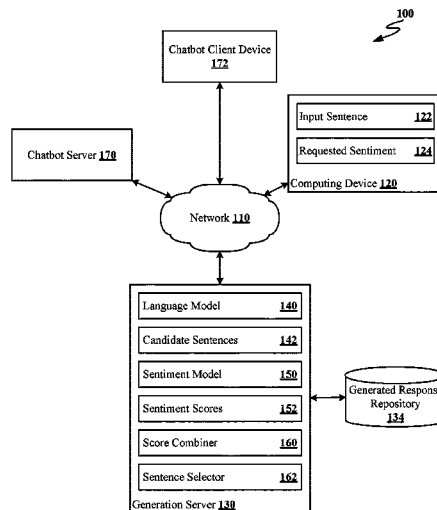 100
Chatbot Client Device
172
Input Sentence 122
Requested Sentiment 124
Computing Device 120
Chatbot Server 170
Network 110
Language Model 140
Candidate Sentences 142
Sentiment Model 150
Sentiment Scores 152
Score Combiner 160
Sentence Selector 162
Generation Server 130
Generated Respons
Repository
134